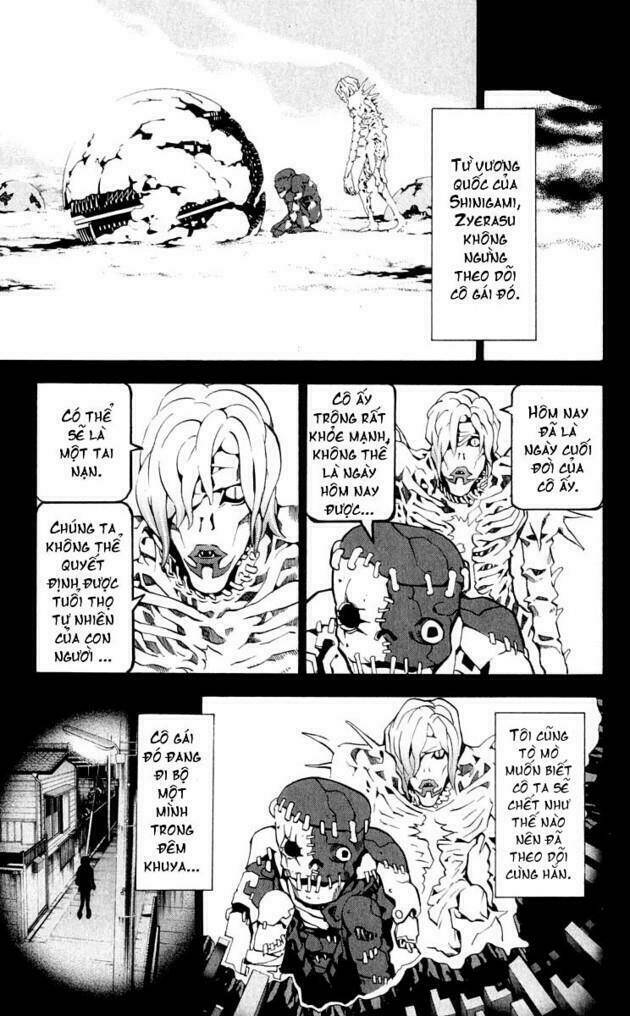 TỪ VƯƠNG
QUỐC CỦA
SHINIGAMI,
ZYERASU
KHÔNG
NGỪNG
THEO DÕI
CÔ GÁI ĐÓ.
HÔM NAY
ĐÃ LÀ
NGÀY CUỐI
ĐỜI CỦA
CÔ ẤY.
CÔ ẤY
TRÔNG RẤT
KHỎE MẠNH,
KHÔNG THỂ
LÀ NGÀY
HÔM NAY
ĐƯỢC...
CÓ THỂ
SẼ LÀ
MỘT TAI
NẠN.
CHÚNG TA
KHÔNG THỂ
QUYẾT
ĐỊNH ĐƯỢC
TUỔI THỌ
TỰ NHIÊN
CỦA CON
NGƯỜI ...
TÔI CŨNG
TÒ MÒ
MUỐN BIẾT
CÔ TA SẼ
CHẾT NHƯ
THẾ NÀO
NÊN ĐÃ
THEO DÕI
CÙNG HẮN.
CÔ GÁI
ĐÓ ĐANG
ĐI BỘ
MỘT
MÌNH
TRONG
ĐÊM
KHUYA...